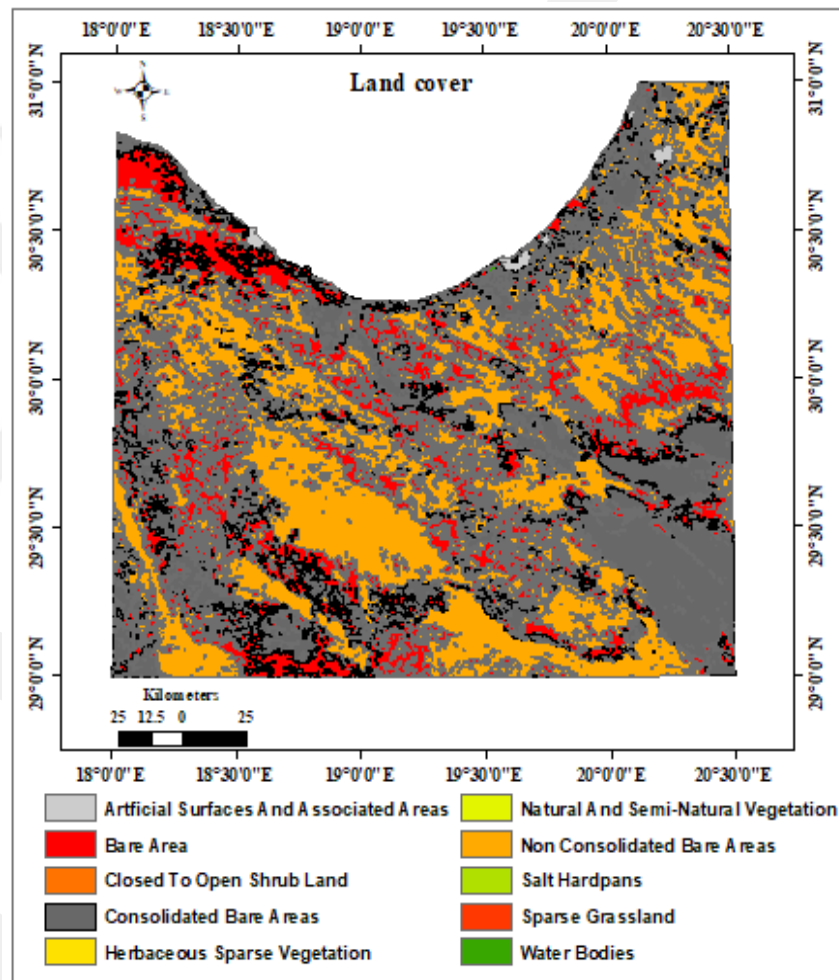 18°0'0"E 18°30'0"E 19°0'0"E 19°30'0"E 20°0'0"E 20°30'0"E
Land cover
N
W E
S
31°0'0"N 31°0'0"N
30°30'0"N 30°30'0"N
30°0'0"N 30°0'0"N
29°30'0"N 29°30'0"N
29°0'0"N 29°0'0"N
Kilometers
25 12.5 0 25
18°0'0"E 18°30'0"E 19°0'0"E 19°30'0"E 20°0'0"E 20°30'0"E
Artficial Surfaces And Associated Areas
Bare Area
Closed To Open Shrub Land
Consolidated Bare Areas
Herbaceous Sparse Vegetation
Natural And Semi-Natural Vegetation
Non Consolidated Bare Areas
Salt Hardpans
Sparse Grassland
Water Bodies